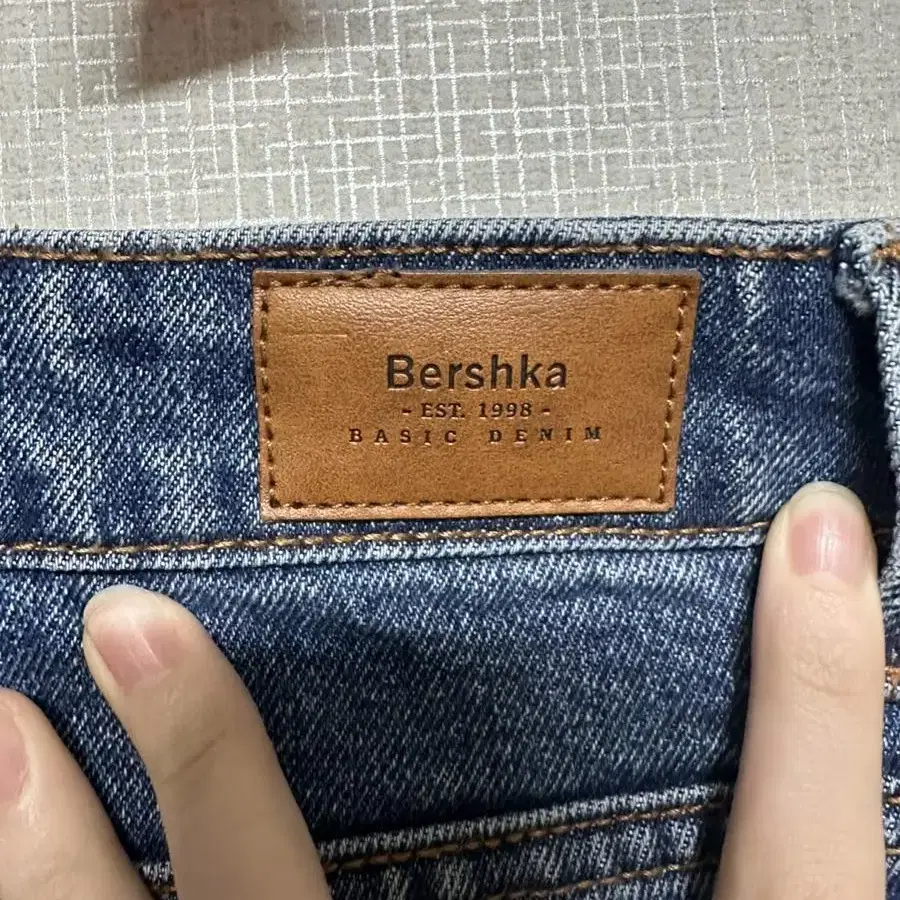 Bershka
- EST. 1998 -
BASIC DENIM